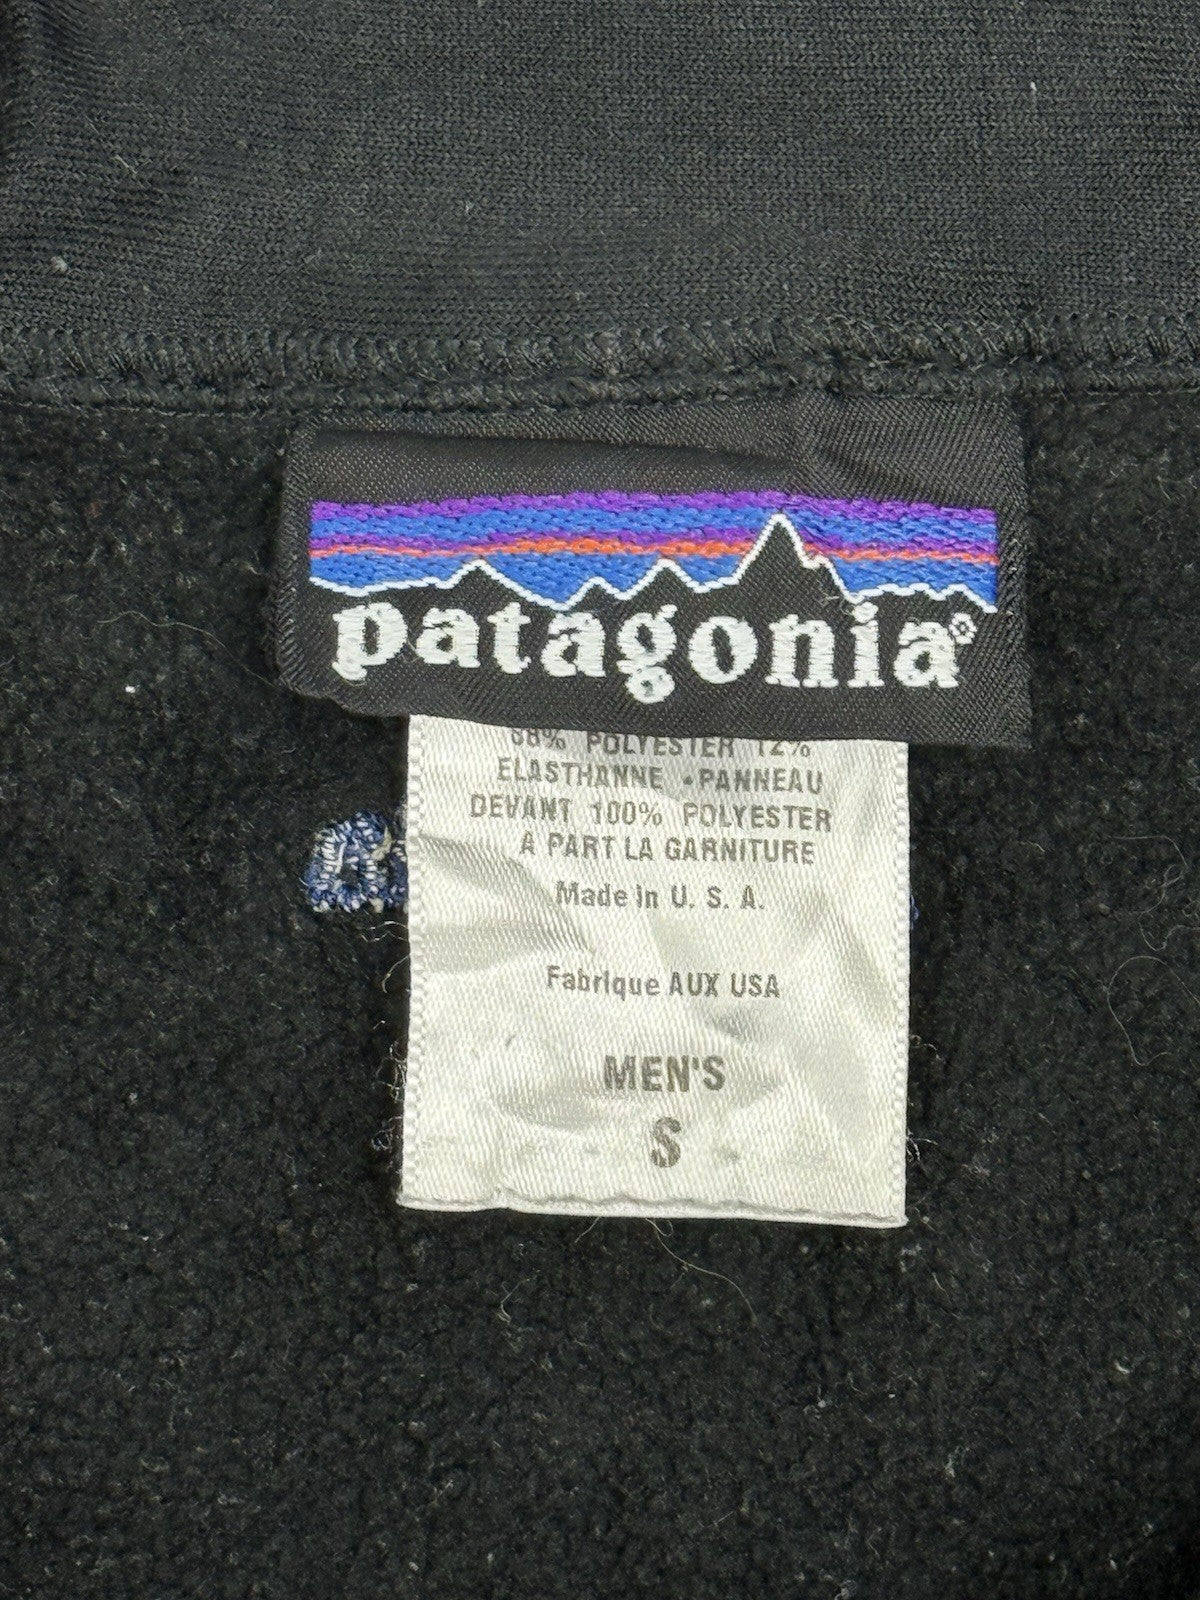 patagonia®
88% POLYESTER 12%
ELASTHANNE • PANNEAU
DEVANT 100% POLYESTER
A PART LA GARNITURE
Made in U. S. A.
Fabrique AUX USA
MEN'S
S